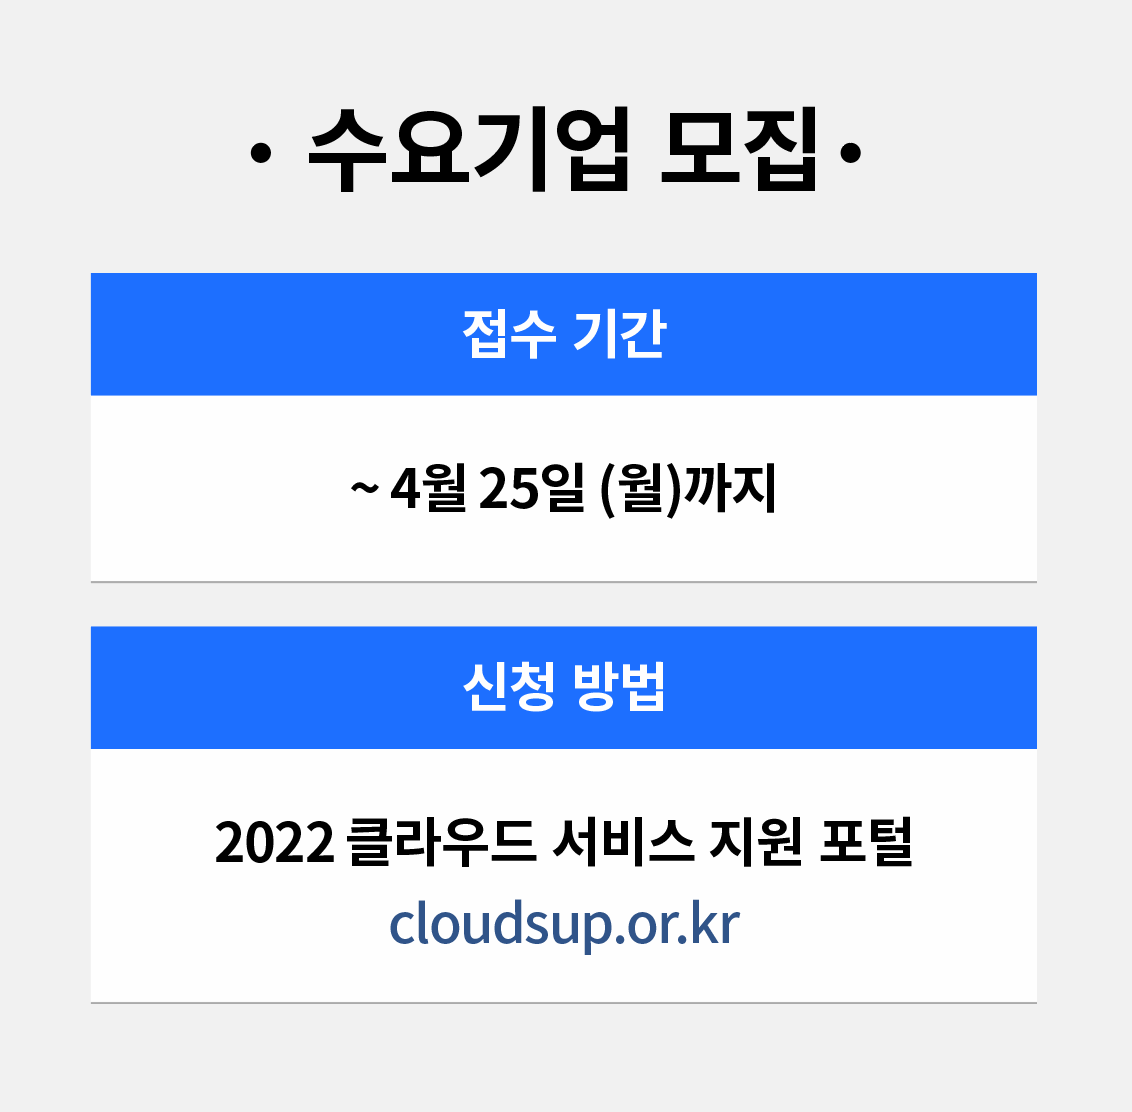 • 수요기업 모집 •
접수 기간
~ 4월 25일 (월)까지
신청 방법
2022 클라우드 서비스 지원 포털
cloudsup.or.kr